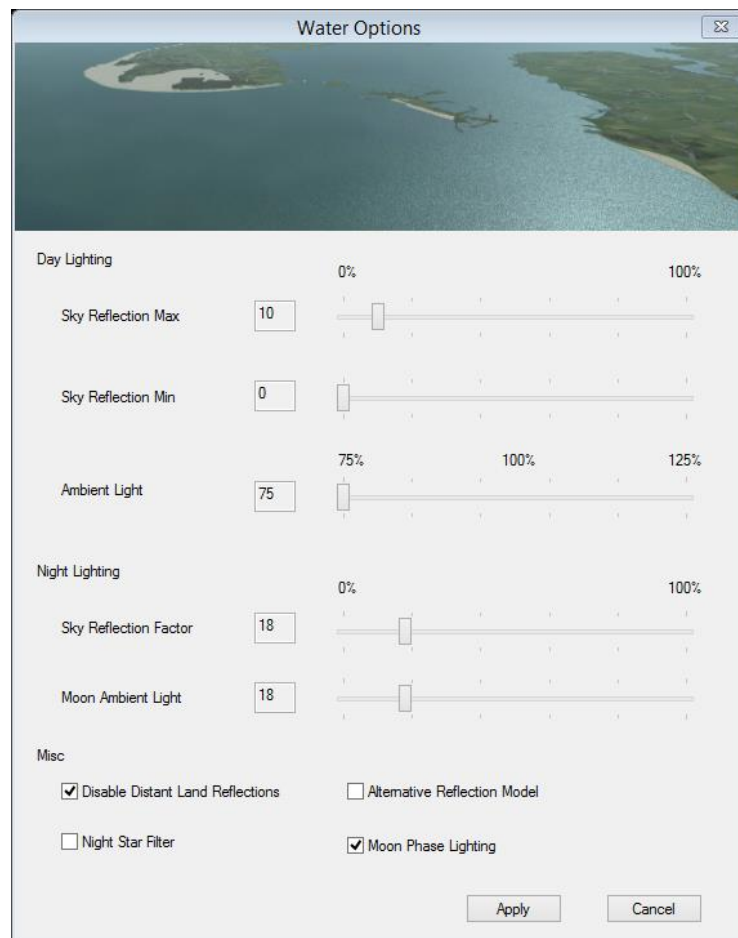 Water Options
Day Lighting
0% 100%
Sky Reflection Max 10
Sky Reflection Min 0
75% 100% 125%
Ambient Light 75
Night Lighting
0% 100%
Sky Reflection Factor 18
Moon Ambient Light 18
Misc
Disable Distant Land Reflections Alternative Reflection Model
Night Star Filter Moon Phase Lighting
Apply Cancel